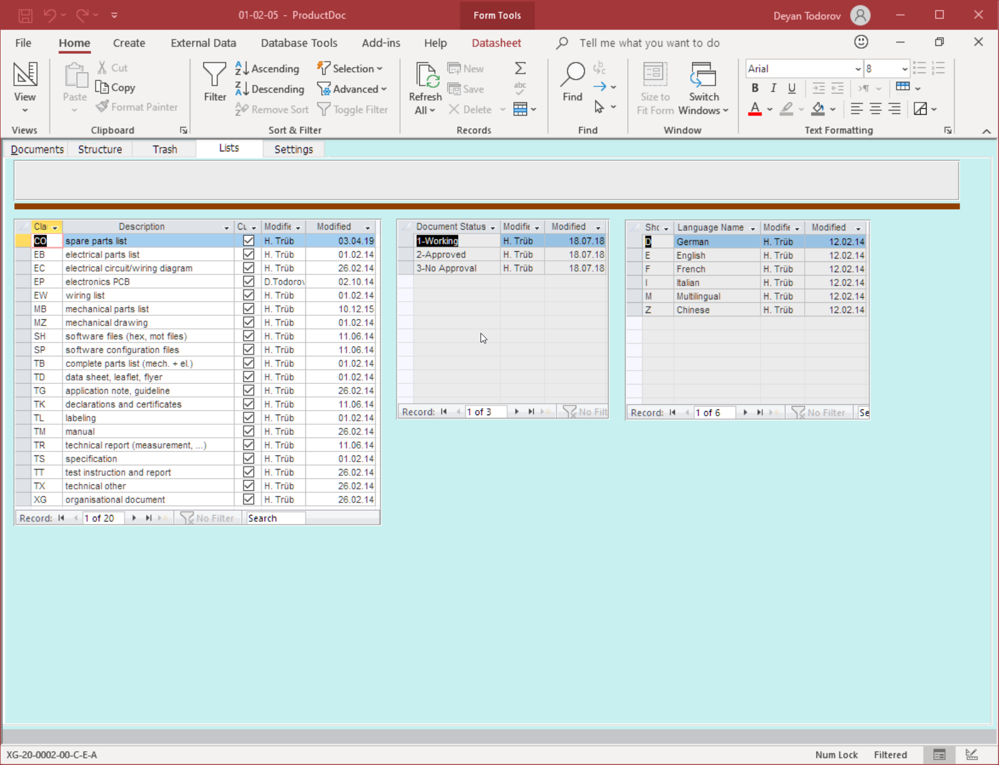 01-02-05 - ProductDoc
Form Tools
Deyan Todorov
File Home Create External Data Database Tools Add-ins Help Datasheet Tell me what you want to do
View
Views
Paste
Cut
Copy
Format Painter
Clipboard
Filter
Ascending
Descending
Remove Sort
Selection
Advanced
Toggle Filter
Sort & Filter
Refresh
All
New
Save
Delete
Records
Find
Find
Size to
Fit Form
Switch
Windows
Window
Arial 8
B I U
Text Formatting
Documents Structure Trash Lists Settings
Cla Description Cu Modifie Modified
CO spare parts list H. Trüb 03.04.19
EB electrical parts list H. Trüb 01.02.14
EC electrical circuit/wiring diagram H. Trüb 26.02.14
EP electronics PCB D.Todorov 02.10.14
EW wiring list H. Trüb 01.02.14
MB mechanical parts list H. Trüb 10.12.15
MZ mechanical drawing H. Trüb 01.02.14
SH software files (hex, mot files) H. Trüb 11.06.14
SP software configuration files H. Trüb 11.06.14
TB complete parts list (mech. + el.) H. Trüb 01.02.14
TD data sheet, leaflet, flyer H. Trüb 01.02.14
TG application note, guideline H. Trüb 26.02.14
TK declarations and certificates H. Trüb 11.06.14
TL labeling H. Trüb 01.02.14
TM manual H. Trüb 26.02.14
TR technical report (measurement, ...) H. Trüb 11.06.14
TS specification H. Trüb 01.02.14
TT test instruction and report H. Trüb 26.02.14
TX technical other H. Trüb 26.02.14
XG organisational document H. Trüb 26.02.14
Record: 1 of 20 No Filter Search
Document Status Modifie Modified
1-Working H. Trüb 18.07.18
2-Approved H. Trüb 18.07.18
3-No Approval H. Trüb 18.07.18
Record: 1 of 3 No Filt
Sho Language Name Modifie Modified
D German H. Trüb 12.02.14
E English H. Trüb 12.02.14
F French H. Trüb 12.02.14
I Italian H. Trüb 12.02.14
M Multilingual H. Trüb 12.02.14
Z Chinese H. Trüb 12.02.14
Record: 1 of 6 No Filter Se
XG-20-0002-00-C-E-A
Num Lock Filtered